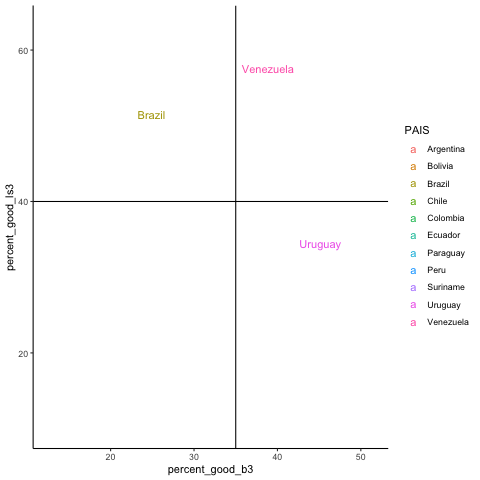 60
Venezuela
Brazil
40
Uruguay
20
20 30 40 50
percent_good_b3
percent_good_ls3
PAIS
a Argentina
a Bolivia
a Brazil
a Chile
a Colombia
a Ecuador
a Paraguay
a Peru
a Suriname
a Uruguay
a Venezuela